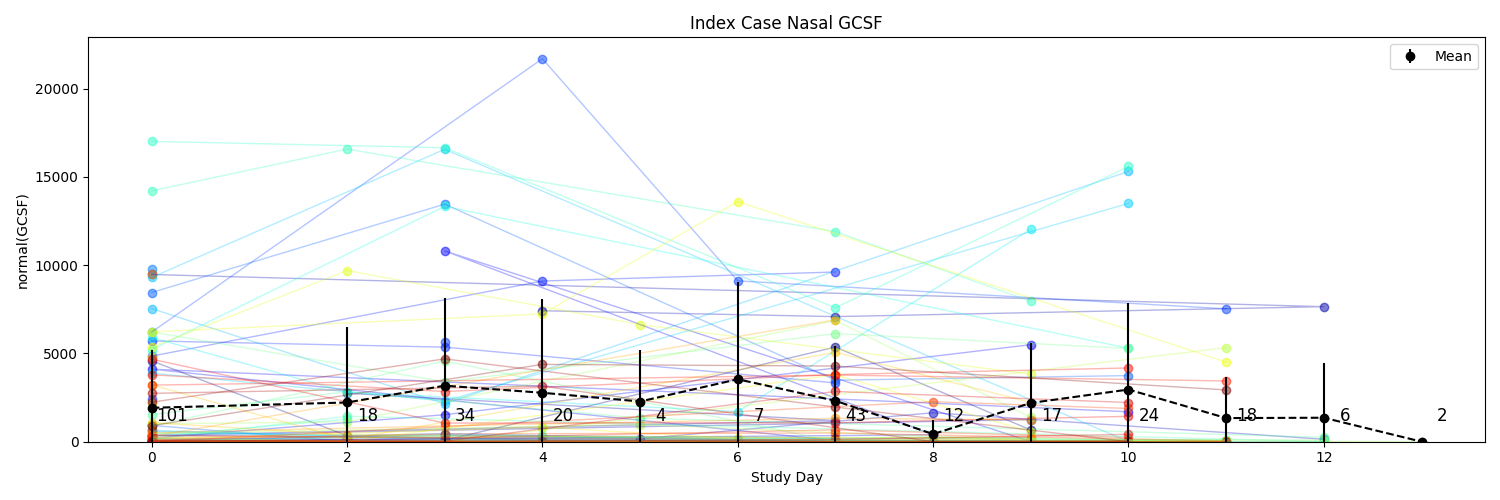 Index Case Nasal GCSF
Mean
normal(GCSF)
20000
15000
10000
5000
0
101 18 34 20 4 7 43 12 17 24 18 6 2
0 2 4 6 8 10 12
Study Day